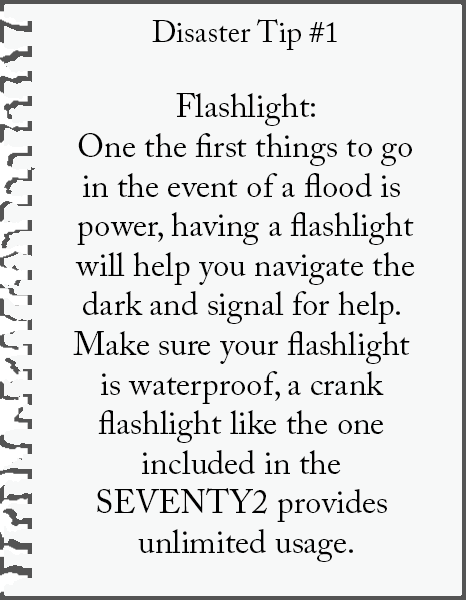 Disaster Tip #1
Flashlight:
One the first things to go
in the event of a flood is
power, having a flashlight
will help you navigate the
dark and signal for help.
Make sure your flashlight
is waterproof, a crank
flashlight like the one
included in the
SEVENTY2 provides
unlimited usage.